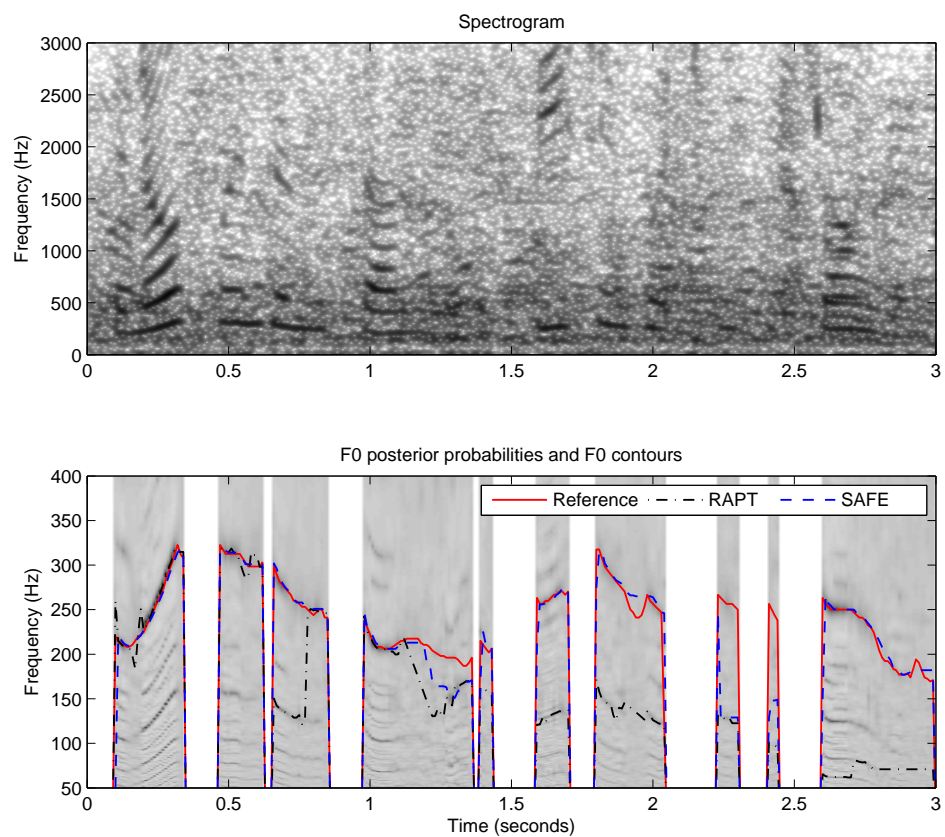 Spectrogram
3000
2500
2000
1500
1000
500
0
Frequency (Hz)
0 0.5 1 1.5 2 2.5 3
F0 posterior probabilities and F0 contours
400
350
300
250
200
150
100
50
Frequency (Hz)
Reference RAPT SAFE
0 0.5 1 1.5 2 2.5 3
Time (seconds)